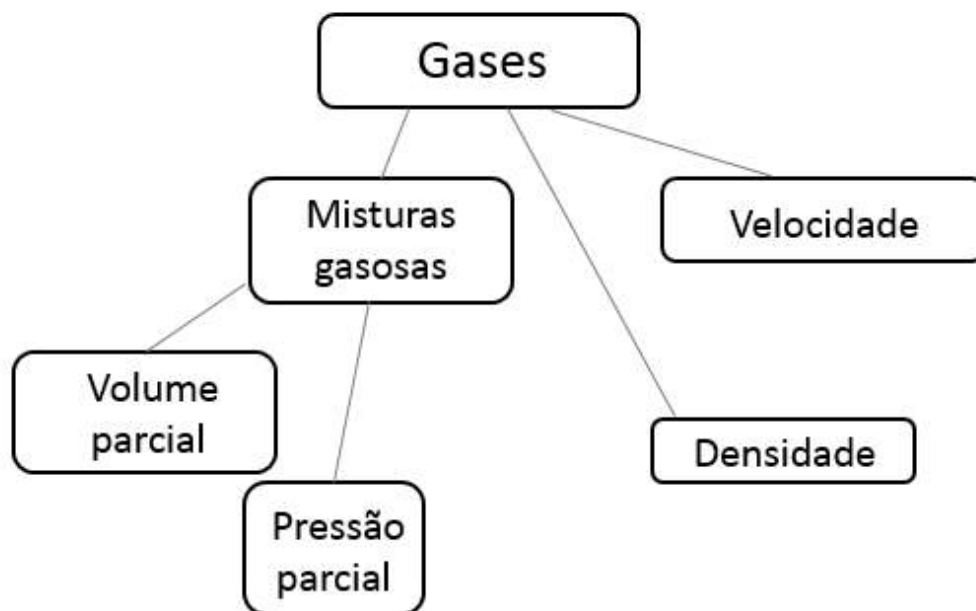 Gases
Misturas
gasosas
Velocidade
Volume
parcial
Densidade
Pressão
parcial